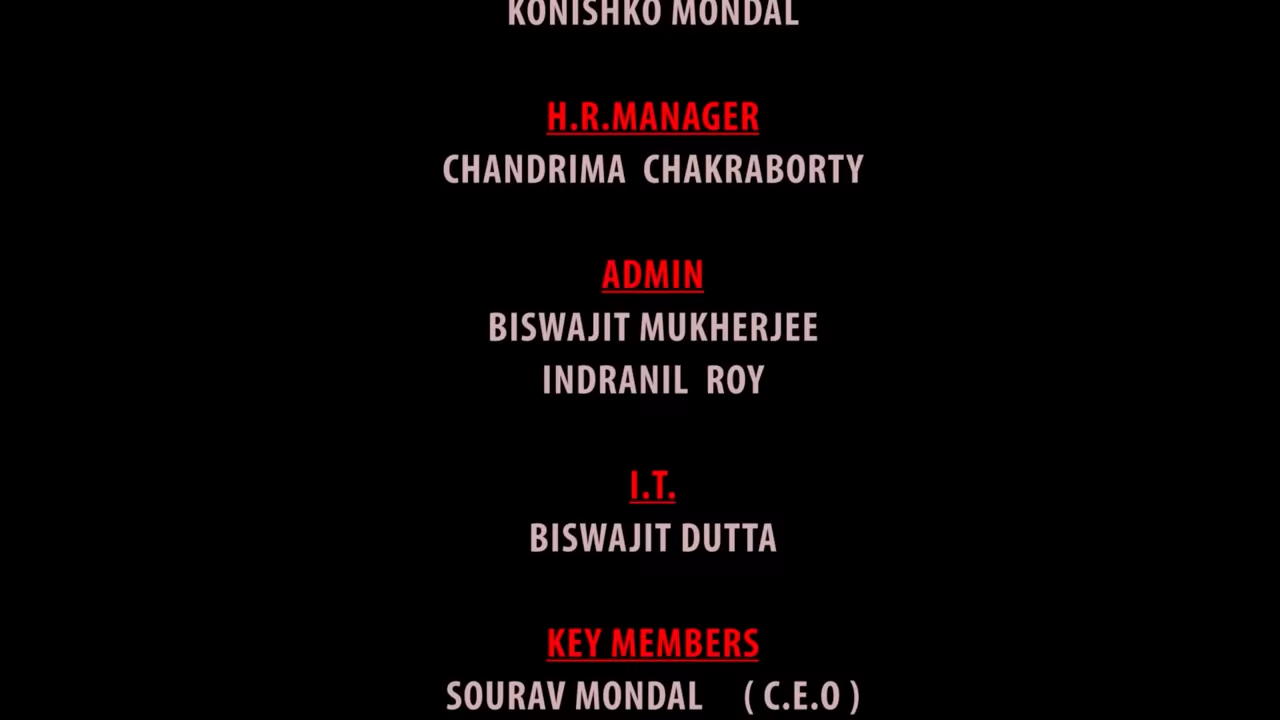 KONISHKO MONDAL
H.R.MANAGER
CHANDRIMA CHAKRABORTY
ADMIN
BISWAJIT MUKHERJEE
INDRANIL ROY
I.T.
BISWAJIT DUTTA
KEY MEMBERS
SOURAV MONDAL ( C.E.O )